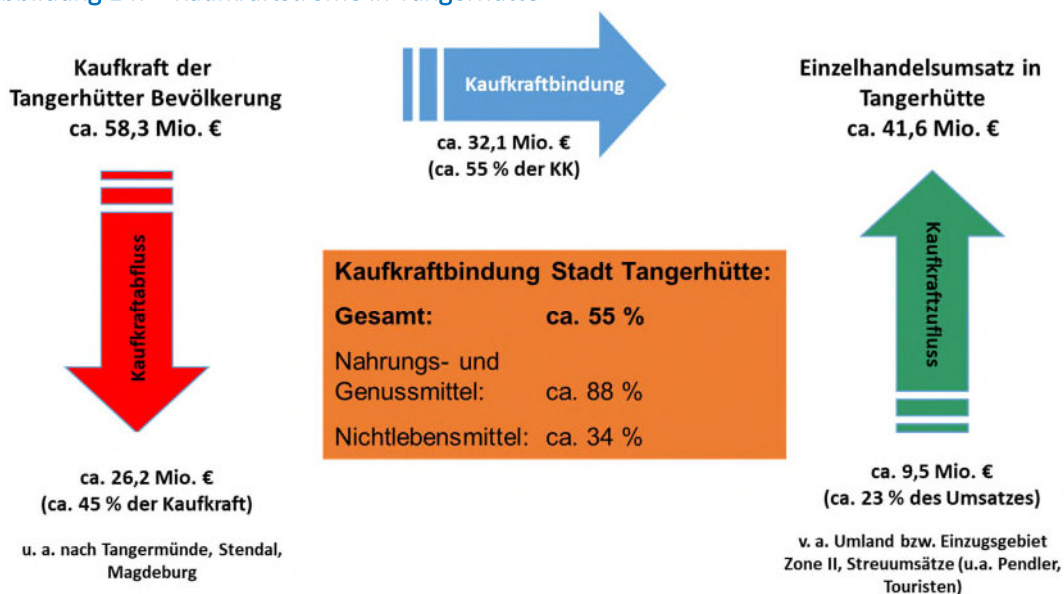 Kaufkraftströme in Tangerhütte
Kaufkraft der
Tangerhütter Bevölkerung
ca. 58,3 Mio. €
Kaufkraftbindung
ca. 32,1 Mio. €
(ca. 55 % der KK)
Einzelhandelsumsatz in
Tangerhütte
ca. 41,6 Mio. €
Kaufkraftabfluss
Kaufkraftbindung Stadt Tangerhütte:
Gesamt: ca. 55 %
Nahrungs- und
Genussmittel: ca. 88 %
Nichtlebensmittel: ca. 34 %
Kaufkraftzufluss
ca. 26,2 Mio. €
(ca. 45 % der Kaufkraft)
u. a. nach Tangermünde, Stendal,
Magdeburg
ca. 9,5 Mio. €
(ca. 23 % des Umsatzes)
v. a. Umland bzw. Einzugsgebiet
Zone II, Streuumsätze (u.a. Pendler,
Touristen)